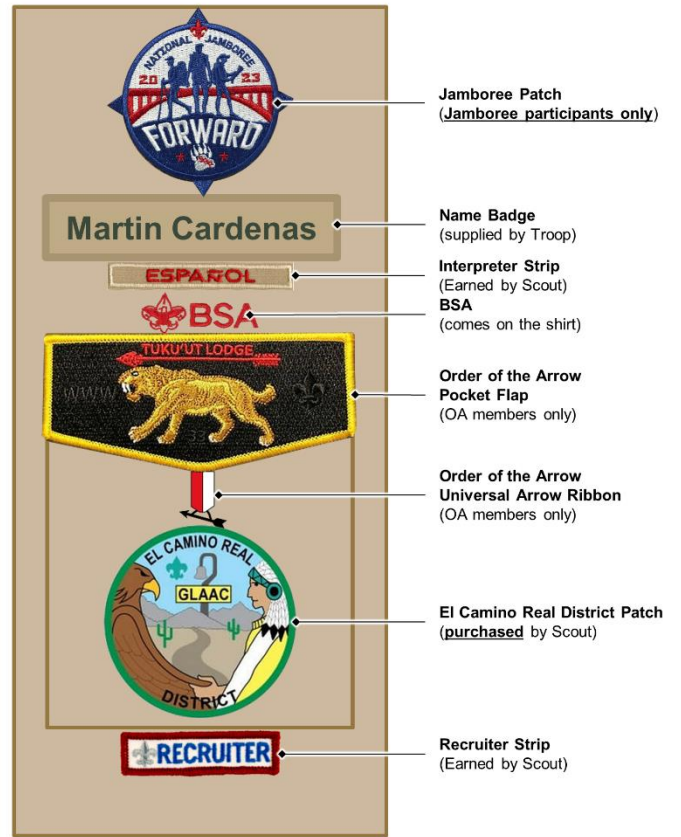 NATIONAL JAMBOREE
20 23
FORWARD
Jamboree Patch
(Jamboree participants only)
Martin Cardenas
Name Badge
(supplied by Troop)
ESPAÑOL
Interpreter Strip
(Earned by Scout)
BSA
BSA
(comes on the shirt)
TUKU'UT LODGE
WWW
33
Order of the Arrow
Pocket Flap
(OA members only)
Order of the Arrow
Universal Arrow Ribbon
(OA members only)
EL CAMINO REAL
GLAAC
DISTRICT
El Camino Real District Patch
(purchased by Scout)
RECRUITER
Recruiter Strip
(Earned by Scout)